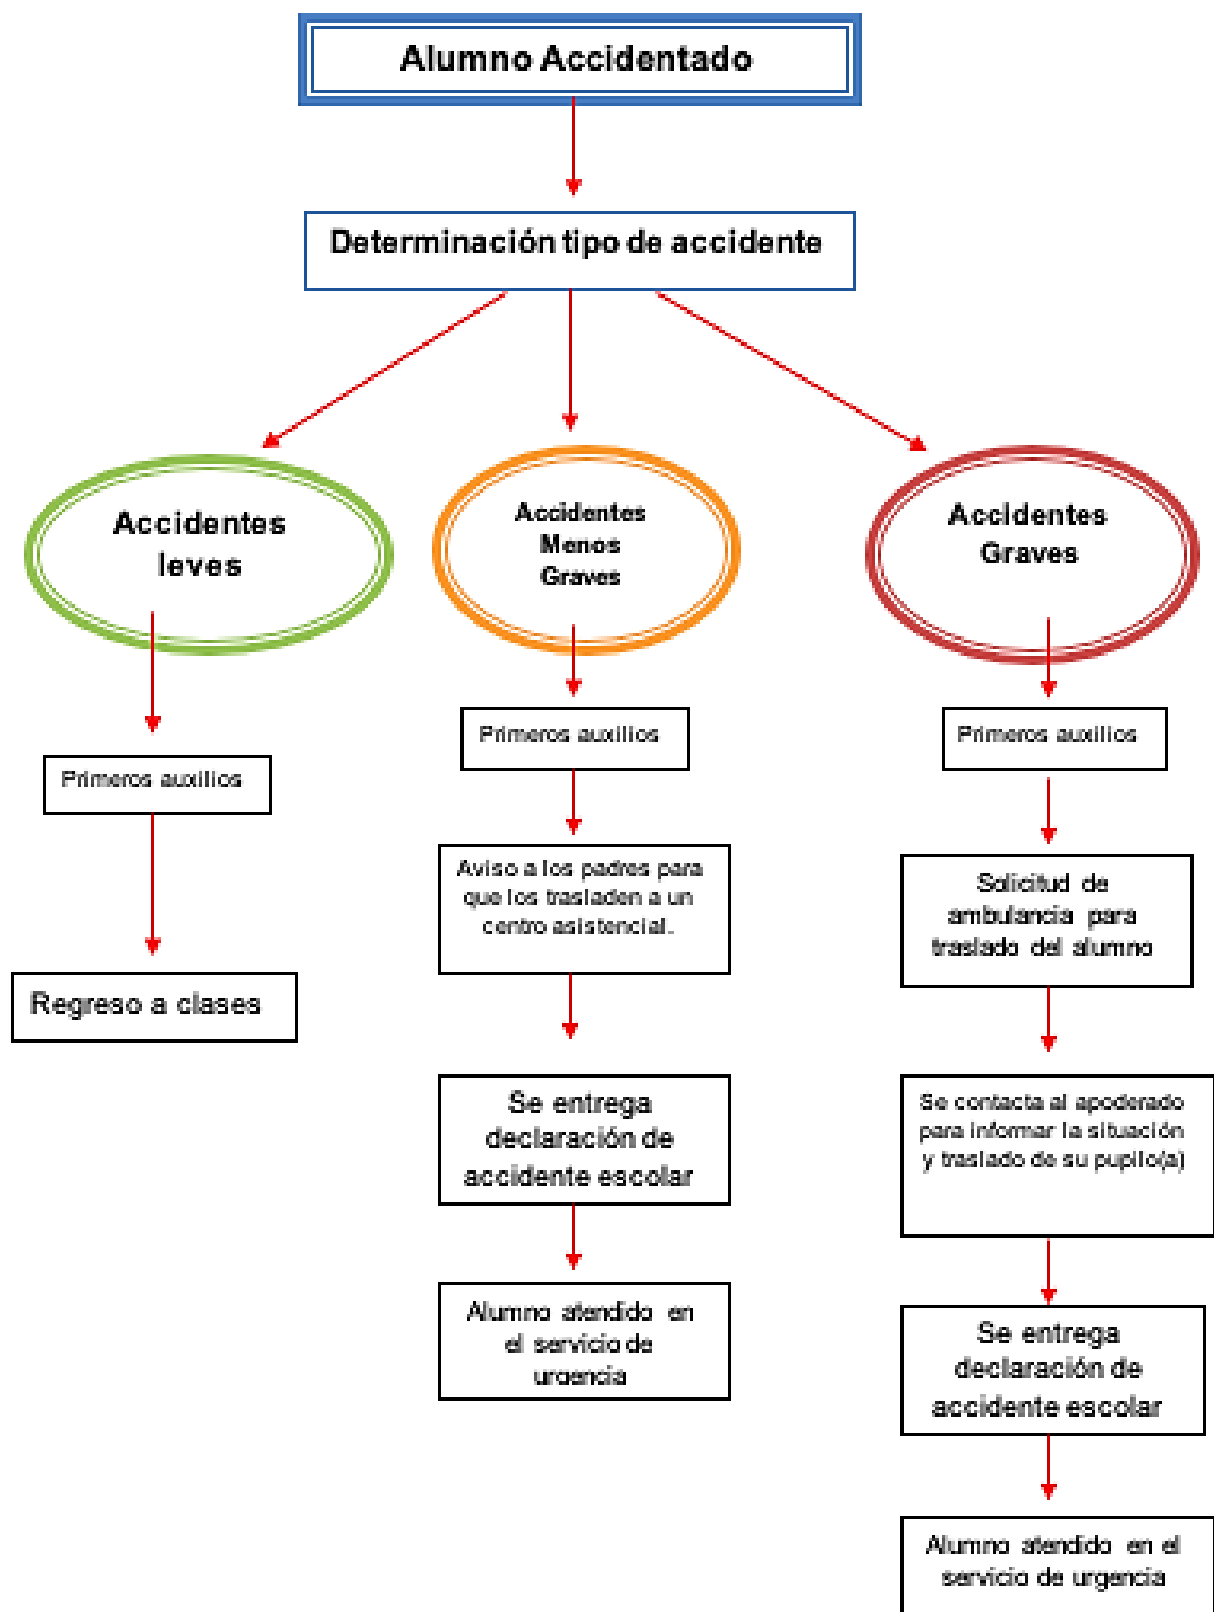 Alumno Accidentado
Determinación tipo de accidente
Accidentes
leves
Primeros auxilios
Regreso a clases
Accidentes
Menos
Graves
Primeros auxilios
Aviso a los padres para
que los trasladen a un
centro asistencial.
Se entrega
declaración de
accidente escolar
Alumno atendido en
el servicio de
urgencia
Accidentes
Graves
Primeros auxilios
Solicitud de
ambulancia para
traslado del alumno
Se contacta al apoderado
para informar la situación
y traslado de su pupilo(a)
Se entrega
declaración de
accidente escolar
Alumno atendido en el
servicio de urgencia